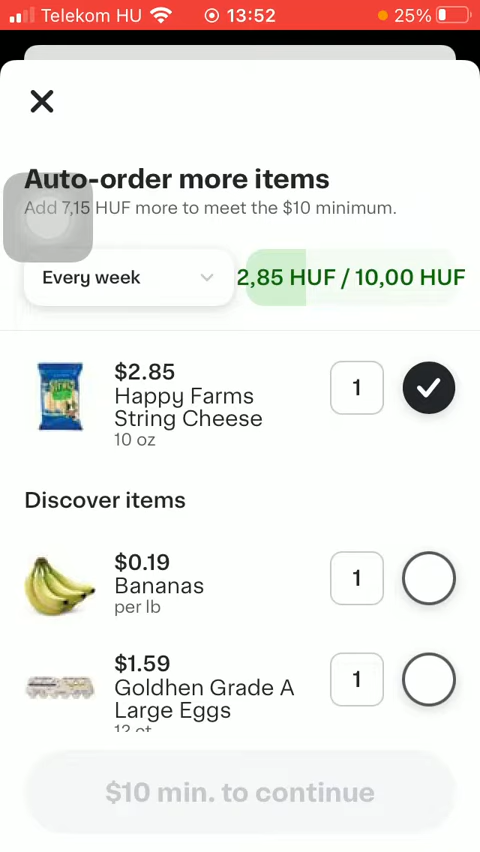 Telekom HU 13:52 25%
Auto-order more items
Add 7,15 HUF more to meet the $10 minimum.
Every week 2,85 HUF / 10,00 HUF
$2.85
Happy Farms
String Cheese
10 oz
1
Discover items
$0.19
Bananas
per lb
1
$1.59
Goldhen Grade A
Large Eggs
12 ct
1
$10 min. to continue